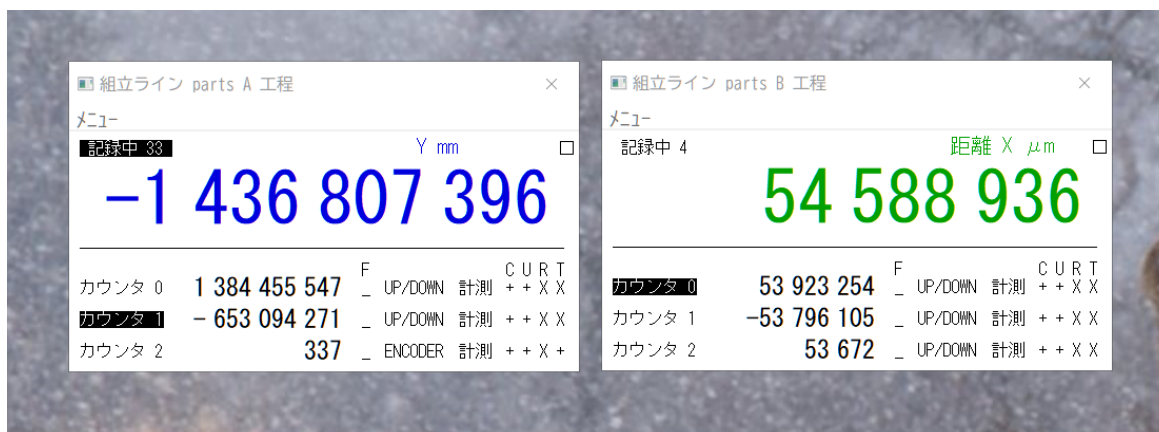 組立ライン parts A 工程
メニュー
記録中 33 Y mm
-1 436 807 396
F C U R T
カウンタ 0 1 384 455 547 _ UP/DOWN 計測 + + X X
カウンタ 1 - 653 094 271 _ UP/DOWN 計測 + + X X
カウンタ 2 337 _ ENCODER 計測 + + X +
組立ライン parts B 工程
メニュー
記録中 4 距離 X μm
54 588 936
F C U R T
カウンタ 0 53 923 254 _ UP/DOWN 計測 + + X X
カウンタ 1 -53 796 105 _ UP/DOWN 計測 + + X X
カウンタ 2 53 672 _ UP/DOWN 計測 + + X X